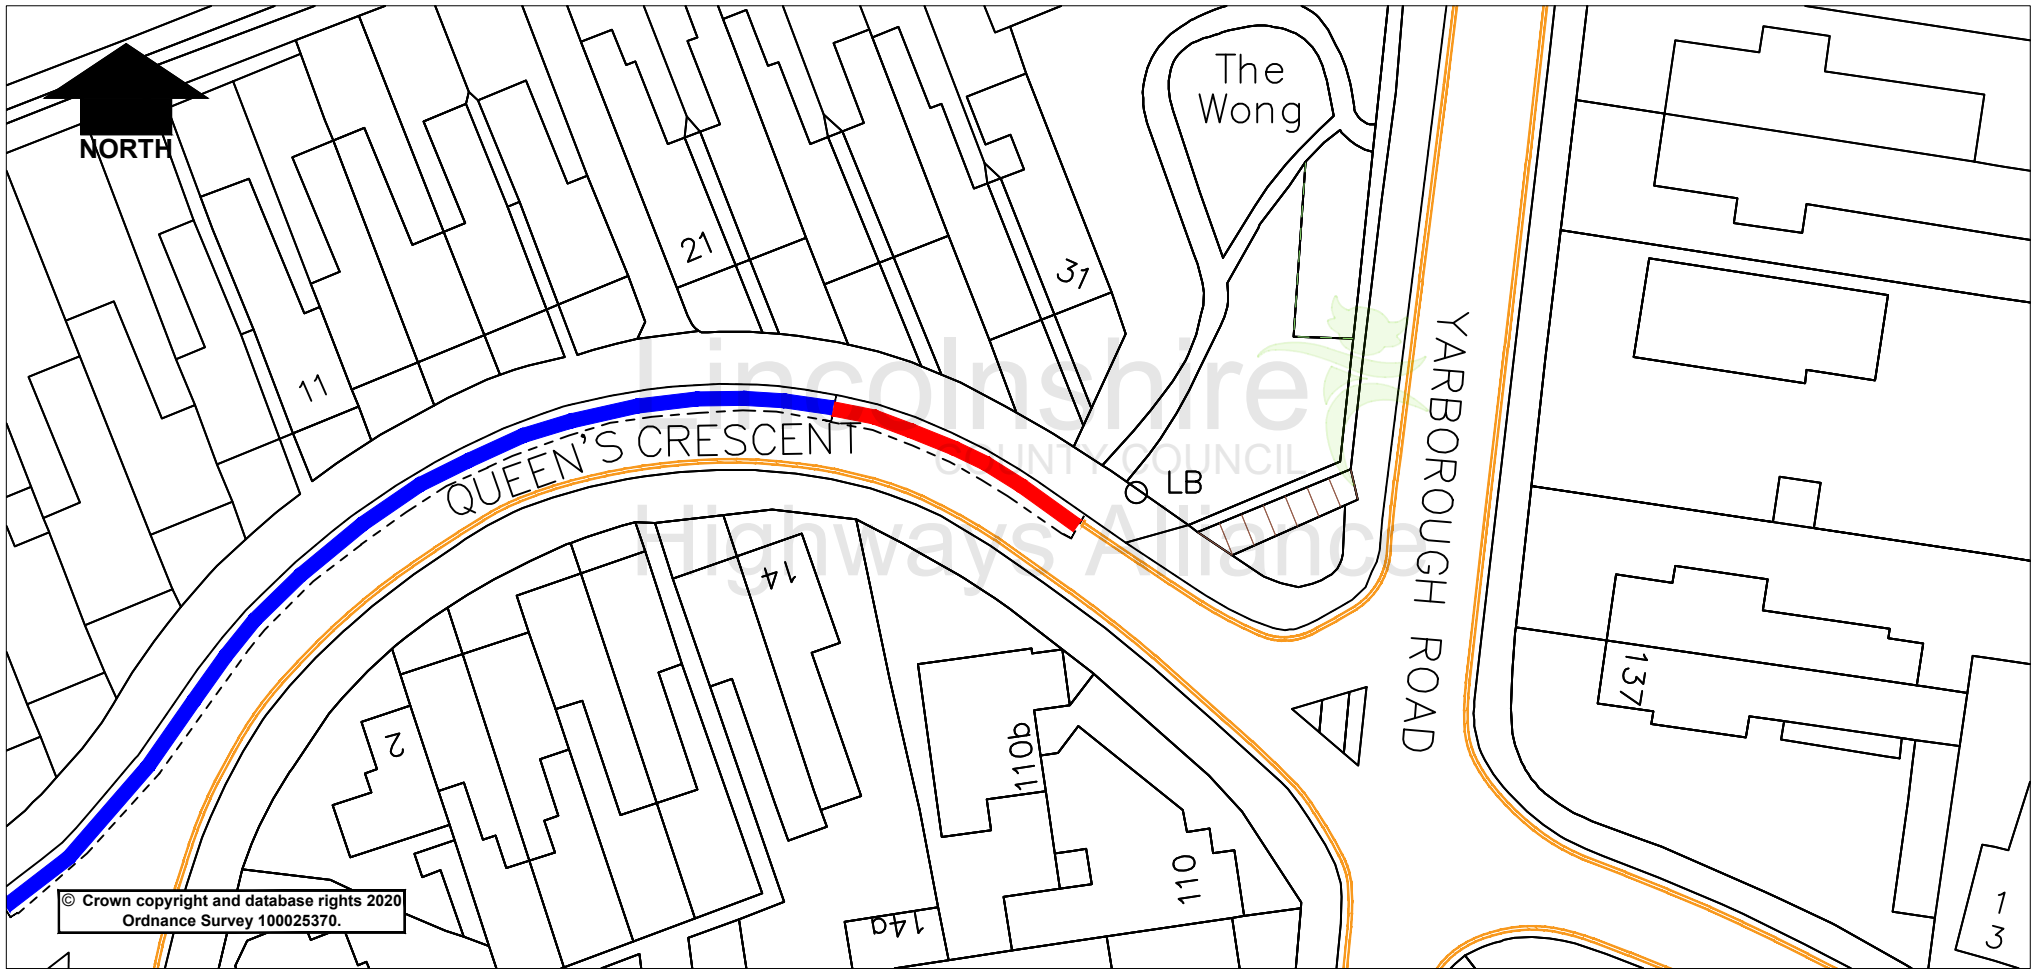 NORTH
The
Wong
21
31
11
QUEEN'S CRESCENT
Lincolnshire
COUNTY COUNCIL
Highways Alliance
LB
YARBOROUGH ROAD
14
2
110b
110
137
14a
1
3
© Crown copyright and database rights 2020
Ordnance Survey 100025370.